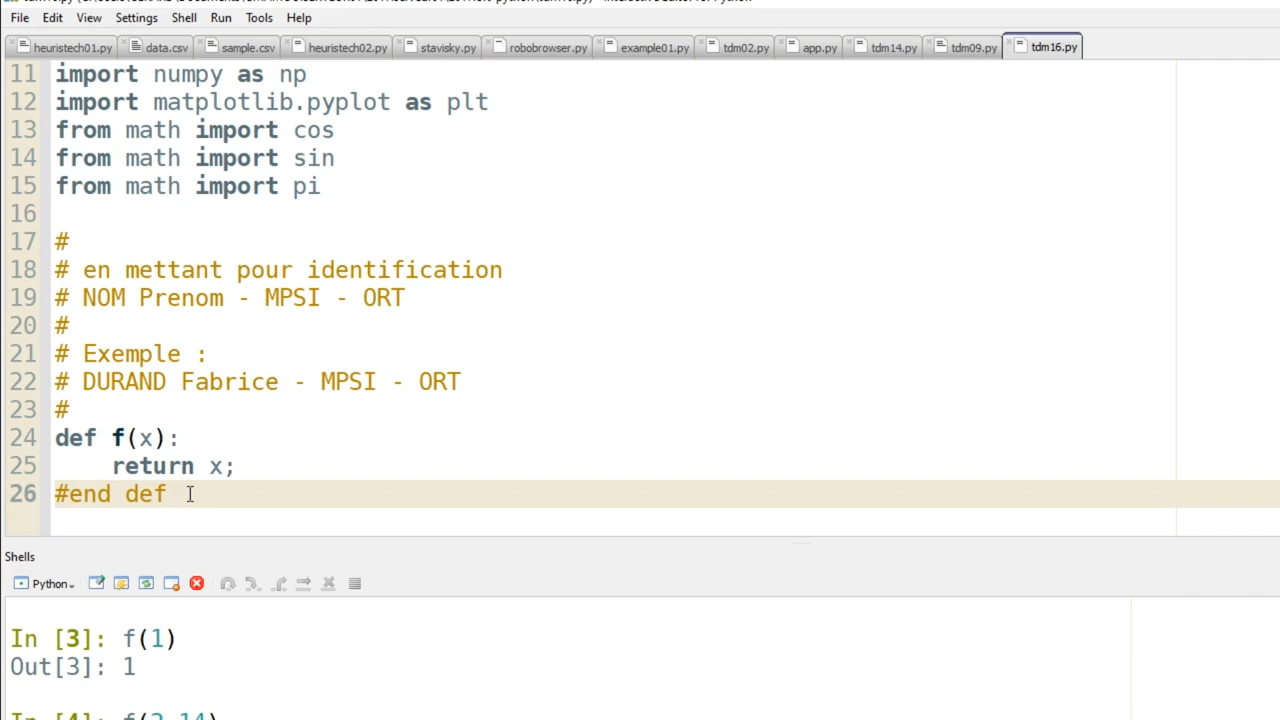 File Edit View Settings Shell Run Tools Help
heuristech01.py data.csv sample.csv heuristech02.py stavisky.py robobrowser.py example01.py tdm02.py app.py tdm14.py tdm09.py tdm16.py
11 import numpy as np
12 import matplotlib.pyplot as plt
13 from math import cos
14 from math import sin
15 from math import pi
16
17 #
18 # en mettant pour identification
19 # NOM Prenom - MPSI - ORT
20 #
21 # Exemple :
22 # DURAND Fabrice - MPSI - ORT
23 #
24 def f(x):
25 return x;
26 #end def
Shells
Python
In [3]: f(1)
Out[3]: 1
In [4]: f(3.14)